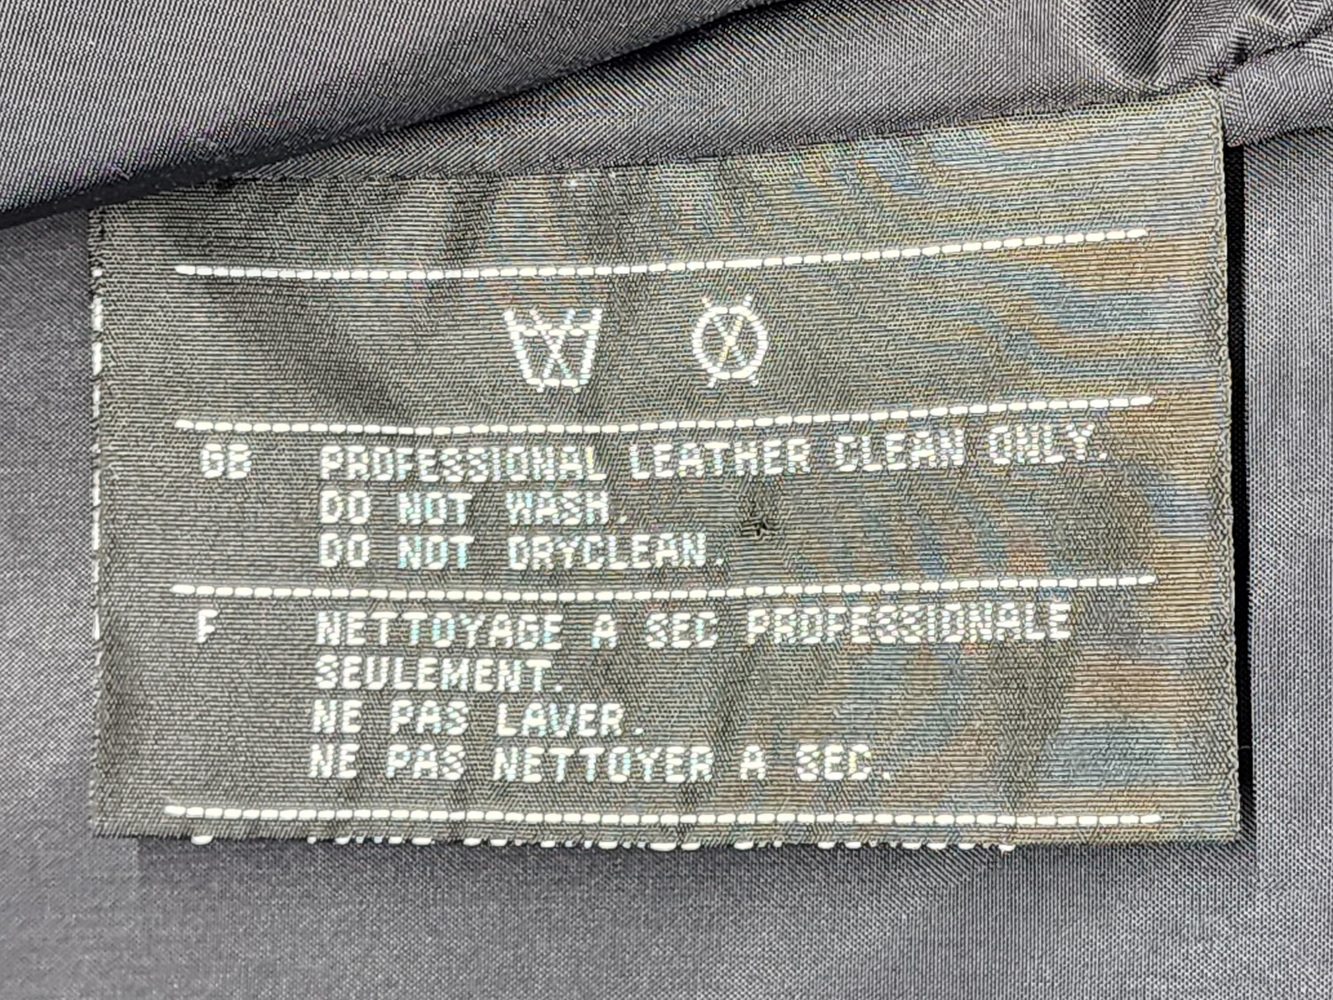 GB PROFESSIONAL LEATHER CLEAN ONLY.
DO NOT WASH.
DO NOT DRYCLEAN.
F NETTOYAGE A SEC PROFESSIONALE
SEULEMENT.
NE PAS LAVER.
NE PAS NETTOYER A SEC.